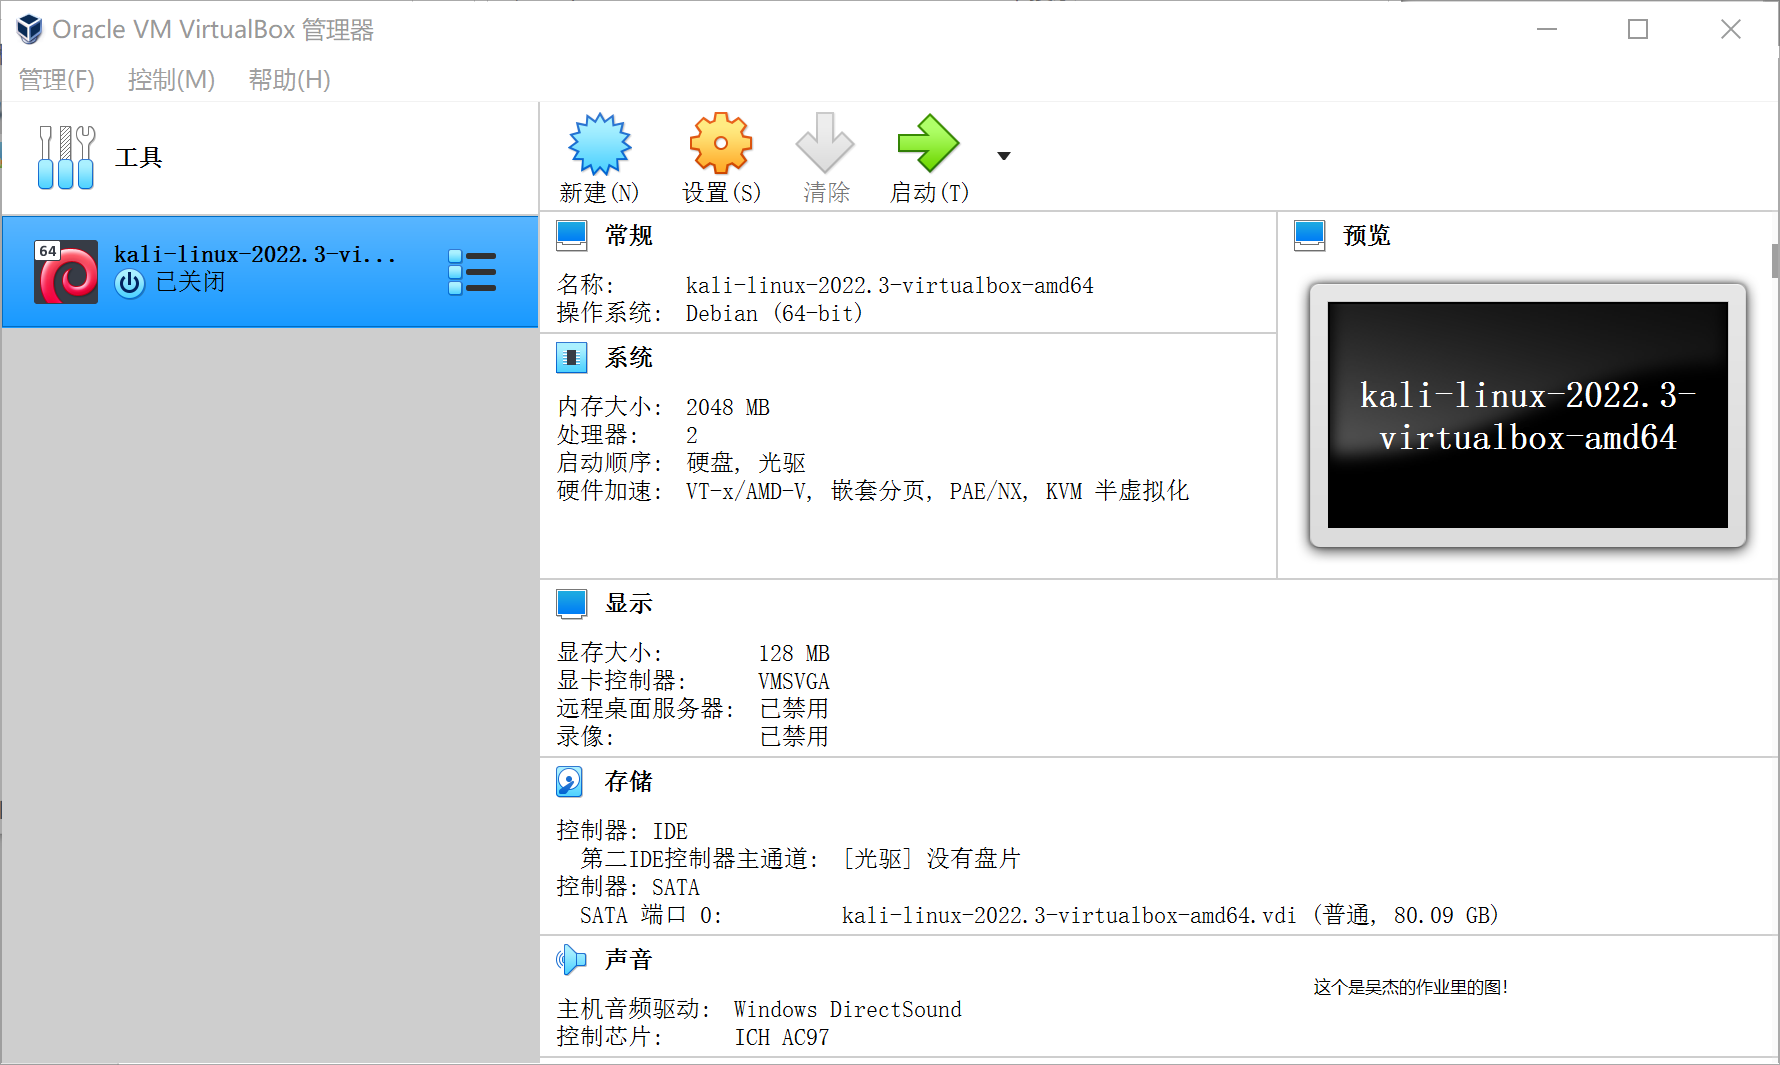 Oracle VM VirtualBox 管理器
管理(F) 控制(M) 帮助(H)
工具
新建(N) 设置(S) 清除 启动(T)
64
kali-linux-2022.3-vi...
已关闭
常规
名称: kali-linux-2022.3-virtualbox-amd64
操作系统: Debian (64-bit)
系统
内存大小: 2048 MB
处理器: 2
启动顺序: 硬盘, 光驱
硬件加速: VT-x/AMD-V, 嵌套分页, PAE/NX, KVM 半虚拟化
预览
kali-linux-2022.3-
virtualbox-amd64
显示
显存大小: 128 MB
显卡控制器: VMSVGA
远程桌面服务器: 已禁用
录像: 已禁用
存储
控制器: IDE
第二IDE控制器主通道: [光驱] 没有盘片
控制器: SATA
SATA 端口 0: kali-linux-2022.3-virtualbox-amd64.vdi (普通, 80.09 GB)
声音
主机音频驱动: Windows DirectSound
控制芯片: ICH AC97
这个是吴杰的作业里的图!